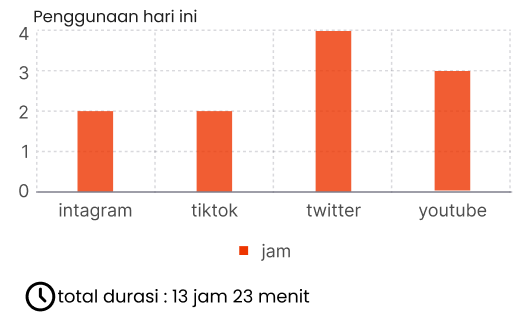 Penggunaan hari ini
4
3
2
1
0
intagram tiktok twitter youtube
jam
total durasi : 13 jam 23 menit